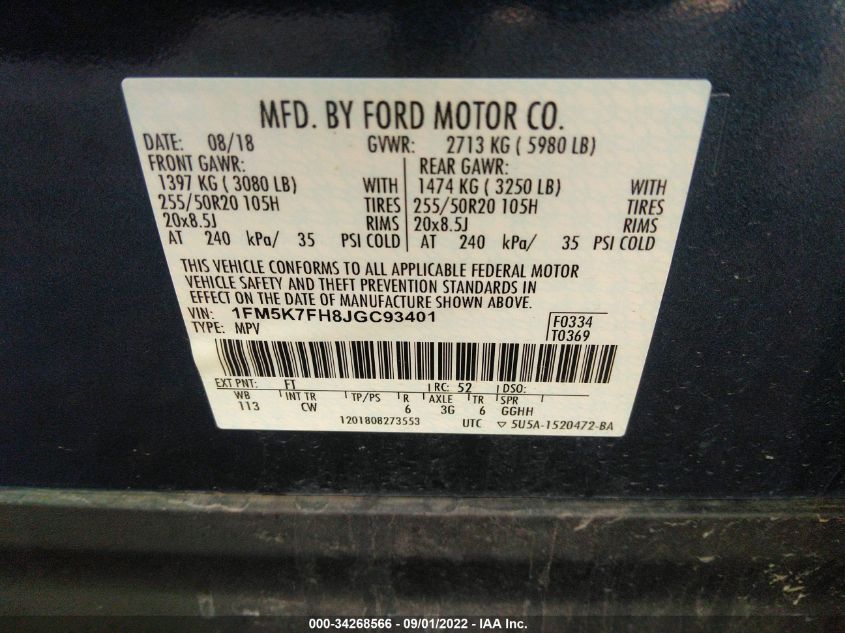 MFD. BY FORD MOTOR CO.
DATE: 08/18 GVWR: 2713 KG ( 5980 LB)
FRONT GAWR: REAR GAWR:
1397 KG ( 3080 LB) WITH 1474 KG ( 3250 LB) WITH
255/50R20 105H TIRES 255/50R20 105H TIRES
20x8.5J RIMS 20x8.5J RIMS
AT 240 kPa/ 35 PSI COLD AT 240 kPa/ 35 PSI COLD
THIS VEHICLE CONFORMS TO ALL APPLICABLE FEDERAL MOTOR
VEHICLE SAFETY AND THEFT PREVENTION STANDARDS IN
EFFECT ON THE DATE OF MANUFACTURE SHOWN ABOVE.
VIN: 1FM5K7FH8JGC93401 F0334
TYPE: MPV T0369
EXT PNT: FT RC: 52 DSO:
WB INT TR TP/PS R AXLE TR SPR
113 CW 6 3G 6 GGHH
1201808273553 UTC ▽ 5U5A-1520472-BA
000-34268566 - 09/01/2022 - IAA Inc.